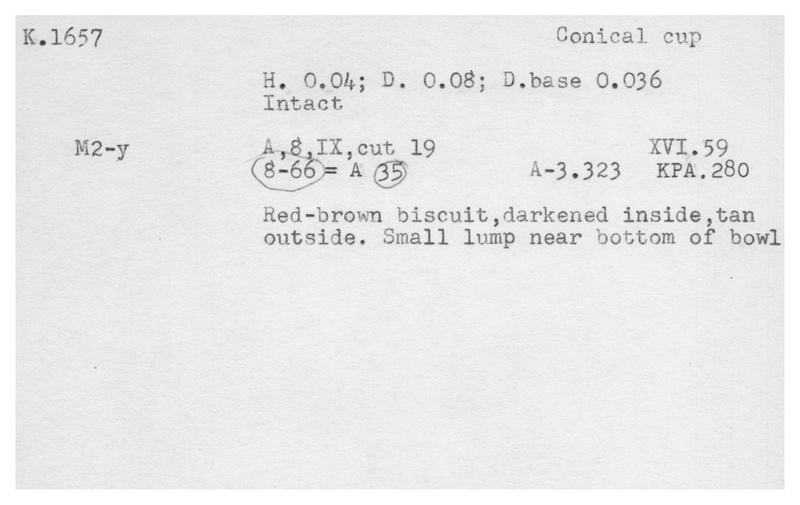 K.1657 Conical cup
H. 0.04; D. 0.08; D.base 0.036
Intact
M2-y A,8,IX,cut 19 XVI.59
8-66 = A 35 A-3.323 KPA.280
Red-brown biscuit,darkened inside,tan
outside. Small lump near bottom of bowl